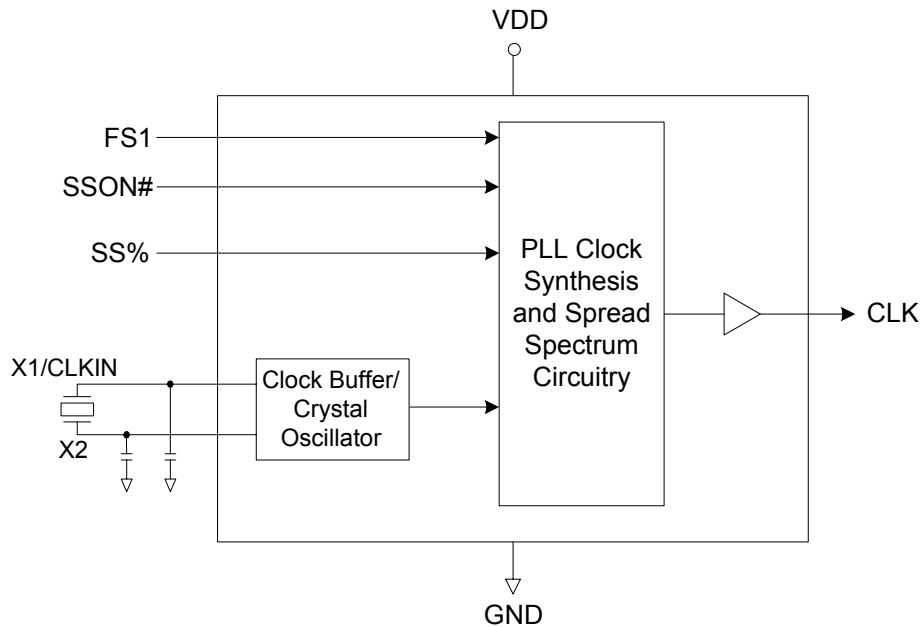 VDD
FS1
SSON#
SS%
PLL Clock
Synthesis
and Spread
Spectrum
Circuitry
CLK
X1/CLKIN
X2
Clock Buffer/
Crystal
Oscillator
GND